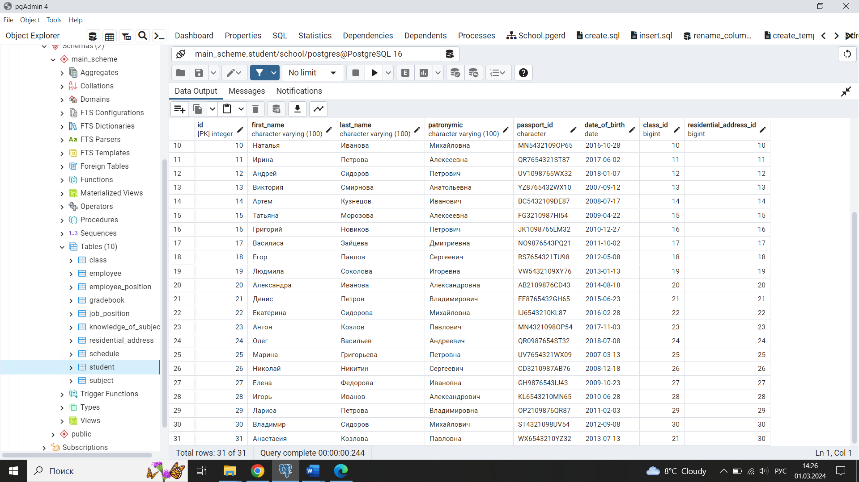 pgAdmin 4
File Object Tools Help
Object Explorer
Dashboard Properties SQL Statistics Dependencies Dependents Processes School.pgerd create.sql insert.sql rename_colum... create_temp
main_scheme.student/school/postgres@PostgreSQL 16
No limit
Data Output Messages Notifications
Schemas (2)
main_scheme
Aggregates
Collations
Domains
FTS Configurations
FTS Dictionaries
FTS Parsers
FTS Templates
Foreign Tables
Functions
Materialized Views
Operators
Procedures
1..3 Sequences
Tables (10)
class
employee
employee_position
gradebook
job_position
knowledge_of_subjec
residential_address
schedule
student
subject
Trigger Functions
Types
Views
public
Subscriptions
id first_name last_name patronymic passport_id date_of_birth class_id residential_address_id
[PK] integer character varying (100) character varying (100) character varying (100) character date bigint bigint
10 10 Наталья Иванова Михайловна MN5432109OP65 2016-10-28 10 10
11 11 Ирина Петрова Алексеевна QR7654321ST87 2017-06-02 11 11
12 12 Андрей Сидоров Петрович UV1098765WX32 2018-01-07 12 12
13 13 Виктория Смирнова Анатольевна YZ8765432WX10 2007-09-12 13 13
14 14 Артем Кузнецов Иванович BC5432109DE87 2008-07-17 14 14
15 15 Татьяна Морозова Алексеевна FG3210987HI54 2009-04-22 15 15
16 16 Григорий Новиков Петрович JK1098765LM32 2010-12-27 16 16
17 17 Василиса Зайцева Дмитриевна NO9876543PQ21 2011-10-02 17 17
18 18 Егор Павлов Сергеевич RS7654321TU98 2012-05-08 18 18
19 19 Людмила Соколова Игоревна VW5432109XY76 2013-01-13 19 19
20 20 Александра Иванова Александровна AB2109876CD43 2014-08-18 20 20
21 21 Денис Петров Владимирович EF8765432GH65 2015-06-23 21 21
22 22 Екатерина Сидорова Михайловна IJ6543210KL87 2016-02-28 22 22
23 23 Антон Козлов Павлович MN4321098OP54 2017-11-03 23 23
24 24 Олег Васильев Андреевич QR0987654ST32 2018-07-08 24 24
25 25 Марина Григорьева Петровна UV7654321WX09 2007-03-13 25 25
26 26 Николай Никитин Сергеевич CD3210987AB76 2008-12-18 26 26
27 27 Елена Федорова Ивановна GH9876543IJ43 2009-10-23 27 27
28 28 Игорь Иванов Александрович KL6543210MN65 2010-06-28 28 28
29 29 Лариса Петрова Владимировна OP2109876QR87 2011-02-03 29 29
30 30 Владимир Сидоров Михайлович ST4321098UV54 2012-09-08 30 30
31 31 Анастасия Козлова Павловна WX6543210YZ32 2013-07-13 21 30
Total rows: 31 of 31 Query complete 00:00:00.244 Ln 1, Col 1
Поиск
8°C Cloudy
РУС
14:26
01.03.2024